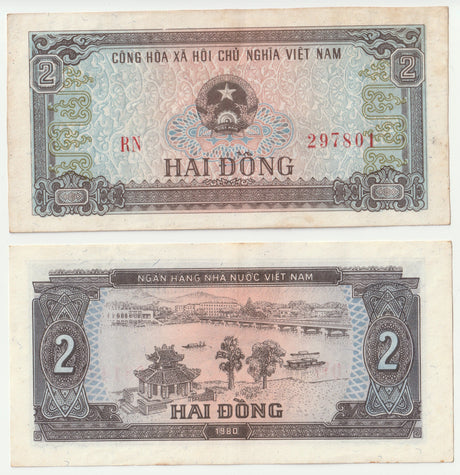 CỘNG HÒA XÃ HỘI CHỦ NGHĨA VIỆT NAM
2 2
RN 297801
HAI ĐỒNG
NGÂN HÀNG NHÀ NƯỚC VIỆT NAM
2 2
HAI ĐỒNG
1980